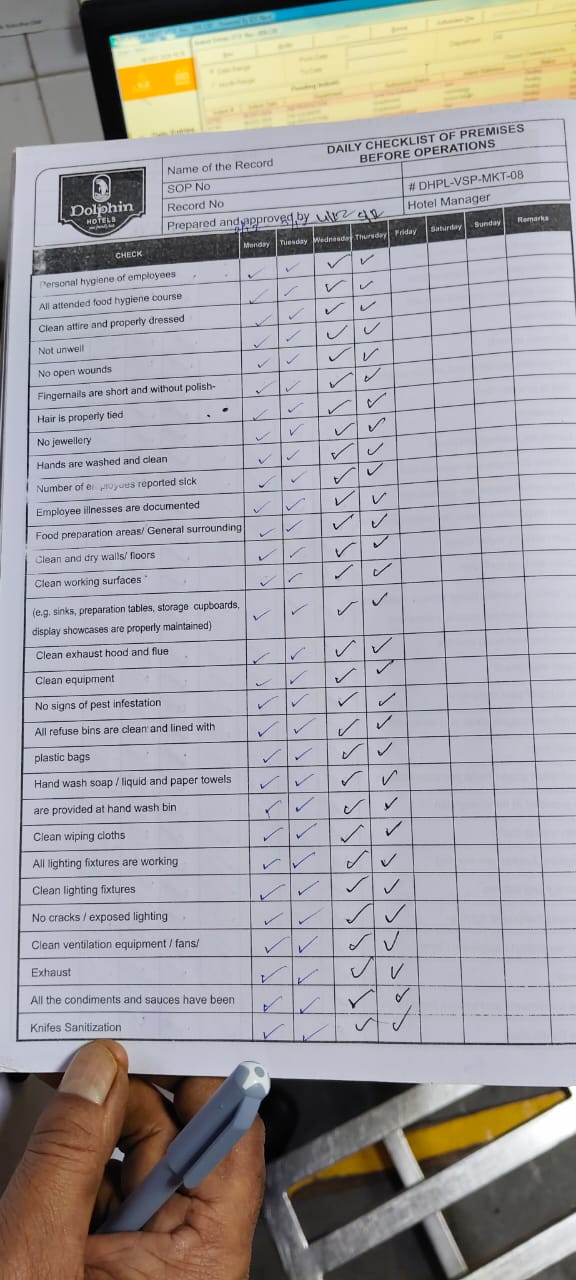 DAILY CHECKLIST OF PREMISES
BEFORE OPERATIONS
Name of the Record
SOP No
Record No
# DHPL-VSP-MKT-08
Prepared and approved by
Hotel Manager
Dolphin
HOTELS
CHECK Monday Tuesday Wednesday Thursday Friday Saturday Sunday Remarks
Personal hygiene of employees ✓ ✓ ✓ ✓
All attended food hygiene course ✓ ✓ ✓ ✓
Clean attire and properly dressed ✓ ✓ ✓ ✓
Not unwell ✓ ✓ ✓ ✓
No open wounds ✓ ✓ ✓ ✓
Fingernails are short and without polish- ✓ ✓ ✓ ✓
Hair is properly tied ✓ ✓ ✓ ✓
No jewellery ✓ ✓ ✓ ✓
Hands are washed and clean ✓ ✓ ✓ ✓
Number of employees reported sick ✓ ✓ ✓ ✓
Employee illnesses are documented ✓ ✓ ✓ ✓
Food preparation areas/ General surrounding ✓ ✓ ✓ ✓
Clean and dry walls/ floors ✓ ✓ ✓ ✓
Clean working surfaces ✓ ✓ ✓ ✓
(e.g. sinks, preparation tables, storage cupboards,
display showcases are properly maintained) ✓ ✓ ✓ ✓
Clean exhaust hood and flue ✓ ✓ ✓ ✓
Clean equipment ✓ ✓ ✓ ✓
No signs of pest infestation ✓ ✓ ✓ ✓
All refuse bins are clean and lined with ✓ ✓ ✓ ✓
plastic bags ✓ ✓ ✓ ✓
Hand wash soap / liquid and paper towels ✓ ✓ ✓ ✓
are provided at hand wash bin ✓ ✓ ✓ ✓
Clean wiping cloths ✓ ✓ ✓ ✓
All lighting fixtures are working ✓ ✓ ✓ ✓
Clean lighting fixtures ✓ ✓ ✓ ✓
No cracks / exposed lighting ✓ ✓ ✓ ✓
Clean ventilation equipment / fans/ ✓ ✓ ✓ ✓
Exhaust ✓ ✓ ✓ ✓
All the condiments and sauces have been ✓ ✓ ✓ ✓
Knifes Sanitization ✓ ✓ ✓ ✓